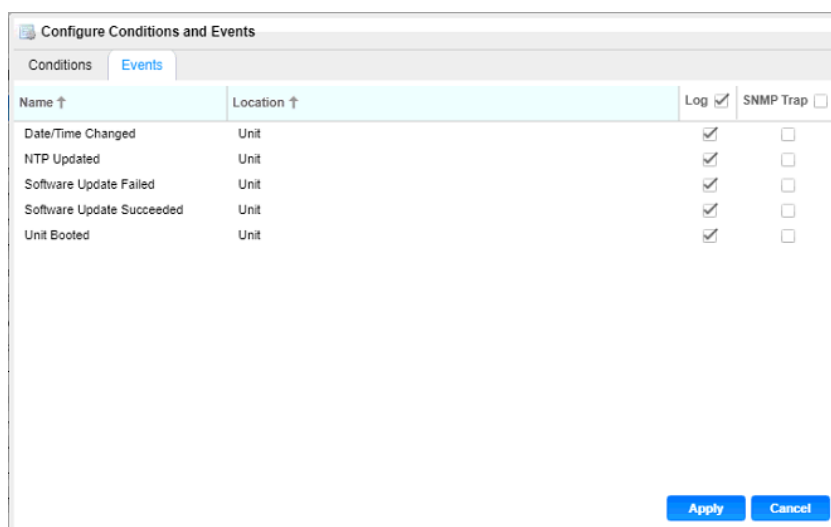 Configure Conditions and Events
Conditions Events
Name ↑ Location ↑ Log SNMP Trap
Date/Time Changed Unit
NTP Updated Unit
Software Update Failed Unit
Software Update Succeeded Unit
Unit Booted Unit
Apply Cancel